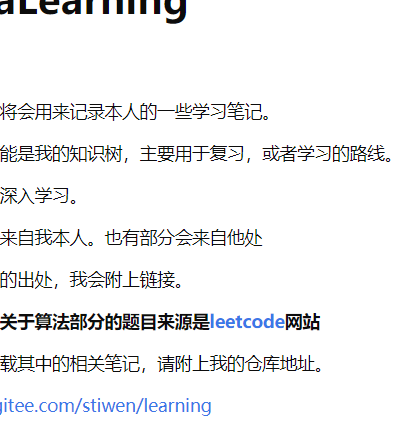 aLearning
将会用来记录本人的一些学习笔记。
能是我的知识树，主要用于复习，或者学习的路线。
深入学习。
来自我本人。也有部分会来自他处
的出处，我会附上链接。
关于算法部分的题目来源是leetcode网站
载其中的相关笔记，请附上我的仓库地址。
gitee.com/stiwen/learning